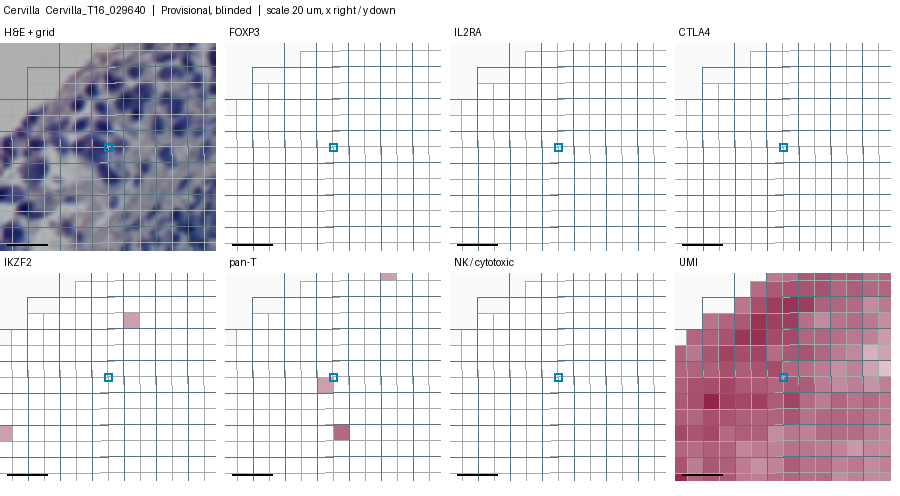 Cervilla  Cervilla_T16_029640  |  Provisional, blinded  |  scale 20 um, x right / y down
H&E + grid
FOXP3
IL2RA
CTLA4
IKZF2
pan-T
NK / cytotoxic
UMI